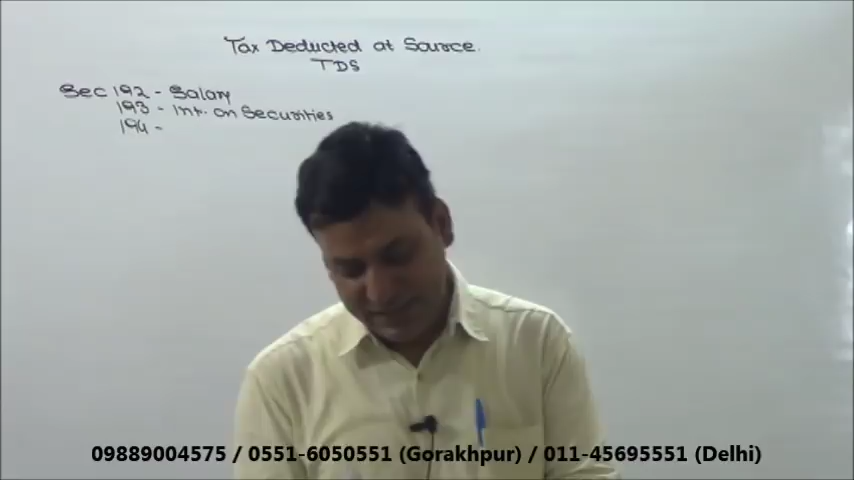 Tax Deducted at Source
TDS
Sec 192 - Salary
193 - Int. on Securities
194 -
09889004575 / 0551-6050551 (Gorakhpur) / 011-45695551 (Delhi)